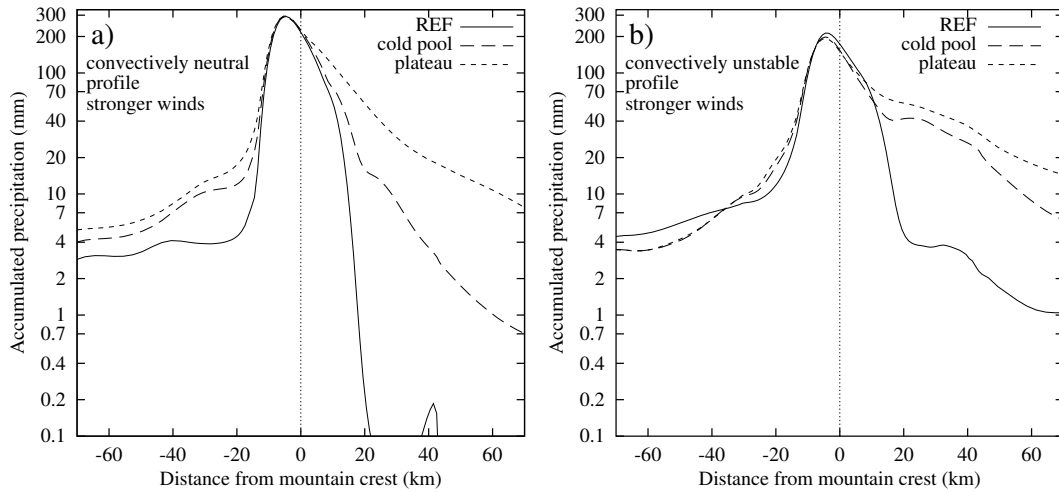 a)
convectively neutral
profile
stronger winds
REF
cold pool
plateau
300
200
100
70
40
20
10
7
4
2
1
0.7
0.4
0.2
0.1
Accumulated precipitation (mm)
-60 -40 -20 0 20 40 60
Distance from mountain crest (km)
b)
convectively unstable
profile
stronger winds
REF
cold pool
plateau
300
200
100
70
40
20
10
7
4
2
1
0.7
0.4
0.2
0.1
Accumulated precipitation (mm)
-60 -40 -20 0 20 40 60
Distance from mountain crest (km)